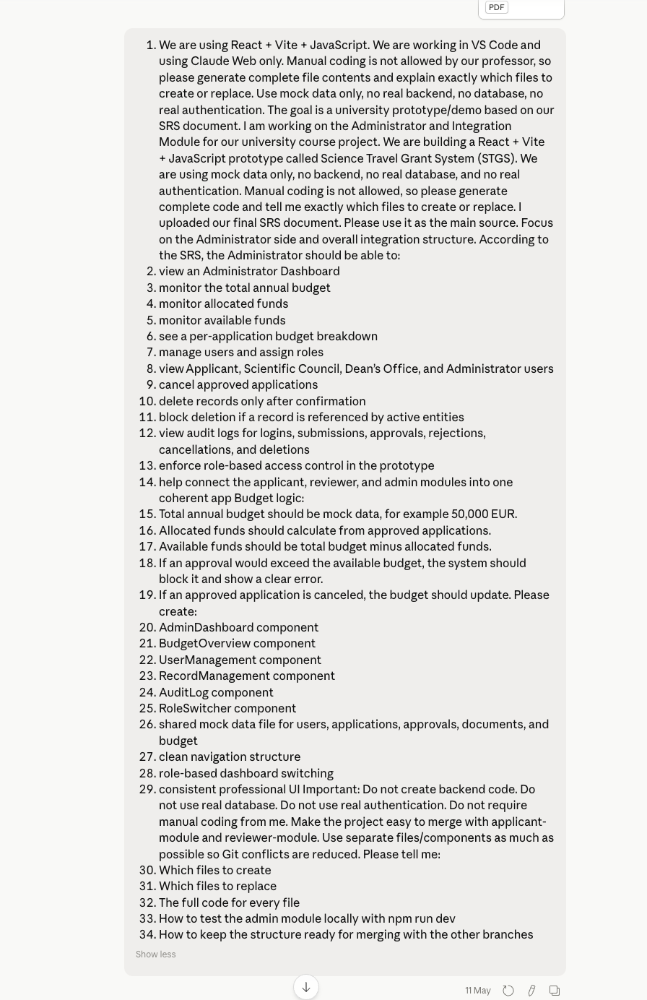 PDF
1. We are using React + Vite + JavaScript. We are working in VS Code and
using Claude Web only. Manual coding is not allowed by our professor, so
please generate complete file contents and explain exactly which files to
create or replace. Use mock data only, no real backend, no database, no
real authentication. The goal is a university prototype/demo based on our
SRS document. I am working on the Administrator and Integration
Module for our university course project. We are building a React + Vite
+ JavaScript prototype called Science Travel Grant System (STGS). We
are using mock data only, no backend, no real database, and no real
authentication. Manual coding is not allowed, so please generate
complete code and tell me exactly which files to create or replace. I
uploaded our final SRS document. Please use it as the main source. Focus
on the Administrator side and overall integration structure. According to
the SRS, the Administrator should be able to:
2. view an Administrator Dashboard
3. monitor the total annual budget
4. monitor allocated funds
5. monitor available funds
6. see a per-application budget breakdown
7. manage users and assign roles
8. view Applicant, Scientific Council, Dean's Office, and Administrator users
9. cancel approved applications
10. delete records only after confirmation
11. block deletion if a record is referenced by active entities
12. view audit logs for logins, submissions, approvals, rejections,
cancellations, and deletions
13. enforce role-based access control in the prototype
14. help connect the applicant, reviewer, and admin modules into one
coherent app Budget logic:
15. Total annual budget should be mock data, for example 50,000 EUR.
16. Allocated funds should calculate from approved applications.
17. Available funds should be total budget minus allocated funds.
18. If an approval would exceed the available budget, the system should
block it and show a clear error.
19. If an approved application is canceled, the budget should update. Please
create:
20. AdminDashboard component
21. BudgetOverview component
22. UserManagement component
23. RecordManagement component
24. AuditLog component
25. RoleSwitcher component
26. shared mock data file for users, applications, approvals, documents, and
budget
27. clean navigation structure
28. role-based dashboard switching
29. consistent professional UI Important: Do not create backend code. Do
not use real database. Do not use real authentication. Do not require
manual coding from me. Make the project easy to merge with applicant-
module and reviewer-module. Use separate files/components as much as
possible so Git conflicts are reduced. Please tell me:
30. Which files to create
31. Which files to replace
32. The full code for every file
33. How to test the admin module locally with npm run dev
34. How to keep the structure ready for merging with the other branches
Show less
11 May